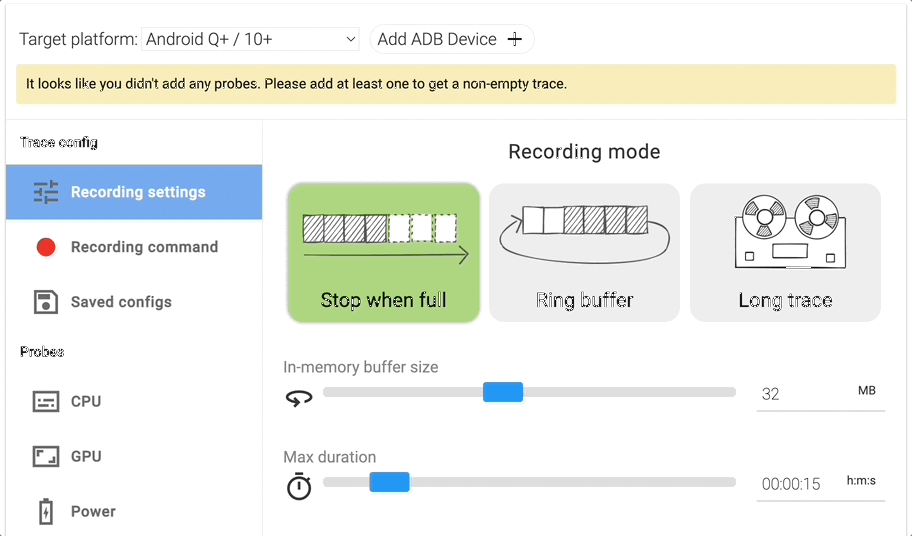 Target platform: Android Q+ / 10+ Add ADB Device
It looks like you didn't add any probes. Please add at least one to get a non-empty trace.
Trace config
Recording settings
Recording command
Saved configs
Probes
CPU
GPU
Power
Recording mode
Stop when full
Ring buffer
Long trace
In-memory buffer size
32 MB
Max duration
00:00:15 h:m:s